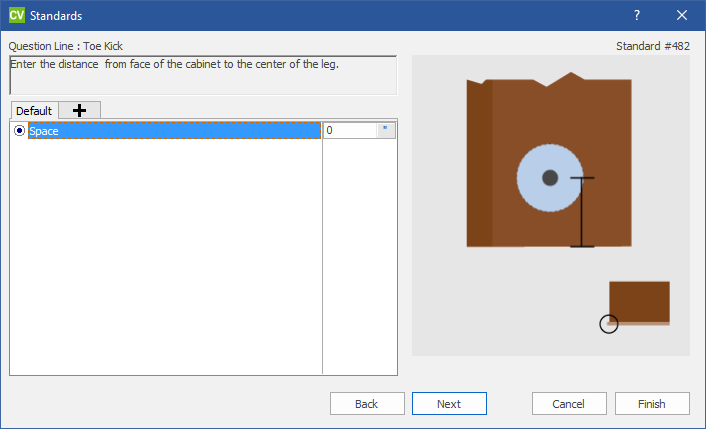 CV Standards ?
Question Line : Toe Kick
Standard #482
Enter the distance  from face of the cabinet to the center of the leg.
Default
Space 0 "
Back Next Cancel Finish